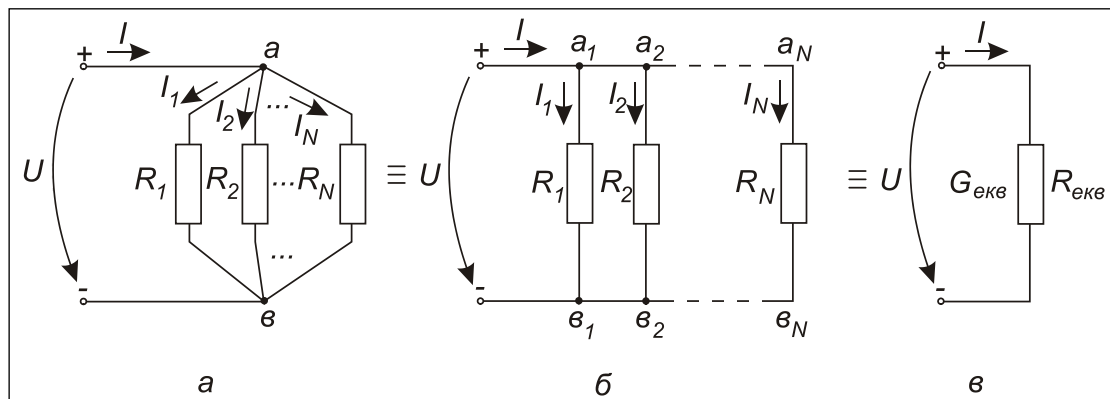 I
+
a
I1
I2
...
IN
U
R1
R2
...
RN
...
-
в
а
≡
I
+
a1
a2
aN
I1
I2
IN
U
R1
R2
RN
-
в1
в2
вN
б
≡
I
+
U
Gекв
Rекв
-
в